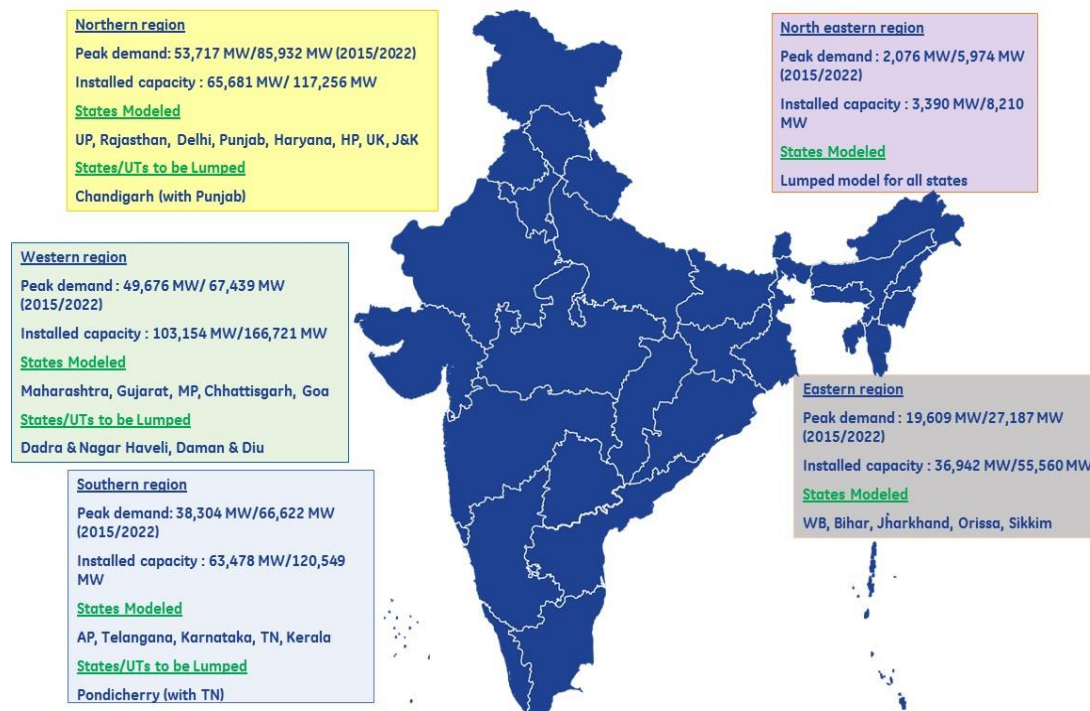 Northern region
Peak demand: 53,717 MW/85,932 MW (2015/2022)
Installed capacity : 65,681 MW/ 117,256 MW
States Modeled
UP, Rajasthan, Delhi, Punjab, Haryana, HP, UK, J&K
States/UTs to be Lumped
Chandigarh (with Punjab)
North eastern region
Peak demand : 2,076 MW/5,974 MW
(2015/2022)
Installed capacity : 3,390 MW/8,210
MW
States Modeled
Lumped model for all states
Western region
Peak demand : 49,676 MW/ 67,439 MW
(2015/2022)
Installed capacity : 103,154 MW/166,721 MW
States Modeled
Maharashtra, Gujarat, MP, Chhattisgarh, Goa
States/UTs to be Lumped
Dadra & Nagar Haveli, Daman & Diu
Eastern region
Peak demand : 19,609 MW/27,187 MW
(2015/2022)
Installed capacity : 36,942 MW/55,560 MW
States Modeled
WB, Bihar, Jharkhand, Orissa, Sikkim
Southern region
Peak demand: 38,304 MW/66,622 MW
(2015/2022)
Installed capacity : 63,478 MW/120,549
MW
States Modeled
AP, Telangana, Karnataka, TN, Kerala
States/UTs to be Lumped
Pondicherry (with TN)